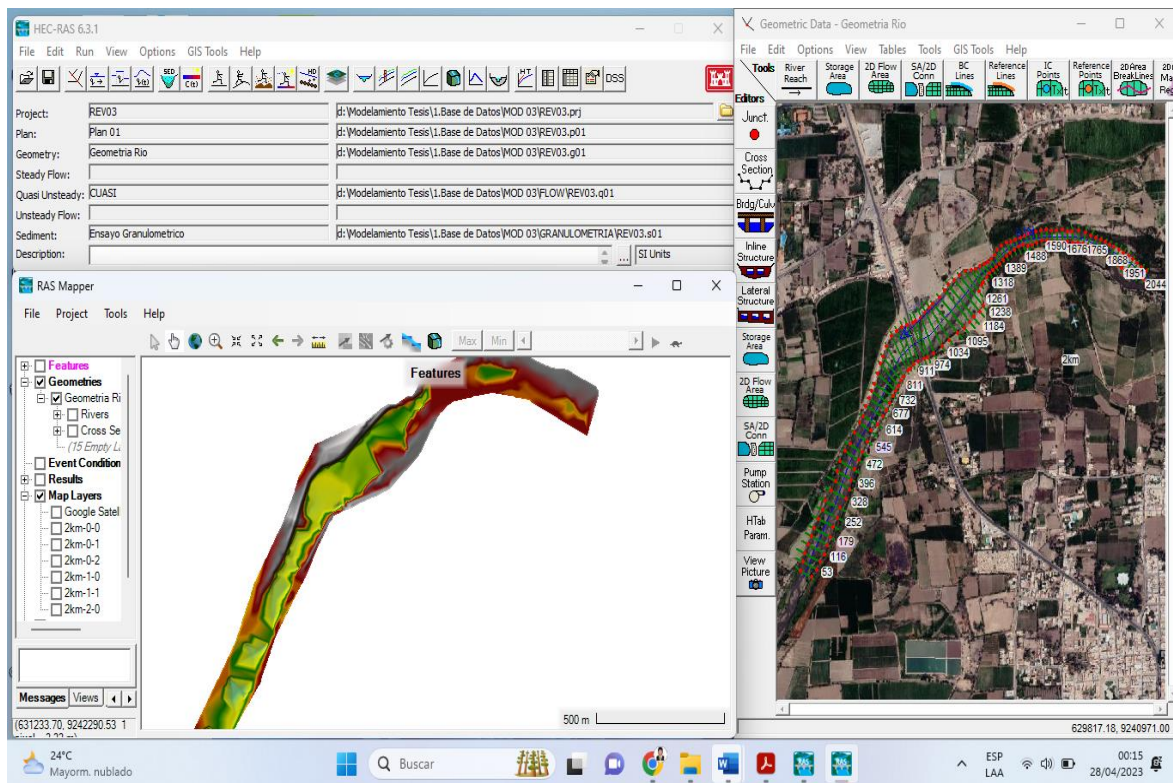 HEC-RAS 6.3.1
File Edit Run View Options GIS Tools Help
DSS
Project: REV03 d:\Modelamiento Tesis\1.Base de Datos\MOD 03\REV03.prj
Plan: Plan 01 d:\Modelamiento Tesis\1.Base de Datos\MOD 03\REV03.p01
Geometry: Geometria Rio d:\Modelamiento Tesis\1.Base de Datos\MOD 03\REV03.g01
Steady Flow:
Quasi Unsteady: CUASI d:\Modelamiento Tesis\1.Base de Datos\MOD 03\FLOW\REV03.q01
Unsteady Flow:
Sediment: Ensayo Granulometrico d:\Modelamiento Tesis\1.Base de Datos\MOD 03\GRANULOMETRIA\REV03.s01
Description: ... SI Units
RAS Mapper
File Project Tools Help
Max Min
Features
Geometries
Geometria Ri
Rivers
Cross Se
(15 Empty L
Event Condition
Results
Map Layers
Google Satel
2km-0-0
2km-0-1
2km-0-2
2km-1-0
2km-1-1
2km-2-0
Features
500 m
Messages Views
(631233.70, 9242290.53 1
Geometric Data - Geometria Rio
File Edit Options View Tables Tools GIS Tools Help
Tools
Editors
River
Reach
Storage
Area
2D Flow
Area
SA/2D
Conn
BC
Lines
Reference
Lines
IC
Points
Reference
Points
2DArea
BreakLine
Junct.
Cross
Section
Brdg/Culv
Inline
Structure
Lateral
Structure
Storage
Area
2D Flow
Area
SA/2D
Conn
Pump
Station
HTab
Param.
View
Picture
1590
1676
1765
1868
1951
2044
1488
1389
1318
1261
1238
1184
1095
1034
974
911
811
732
677
614
545
472
396
328
252
179
116
53
2km
629817.18, 9240971.00
24°C
Mayorm. nublado
Buscar
ESP
LAA
00:15
28/04/2023